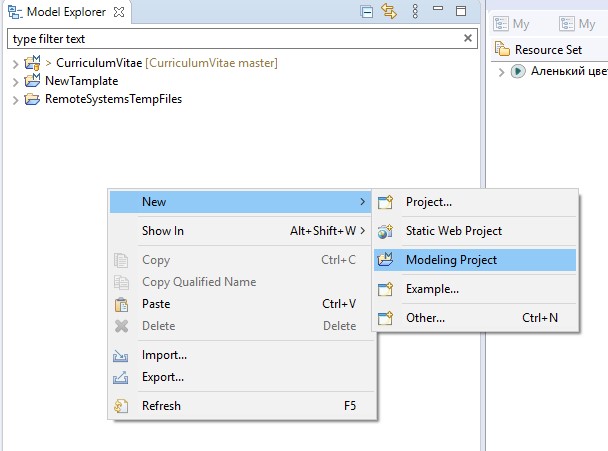 Model Explorer
type filter text
> CurriculumVitae [CurriculumVitae master]
NewTamplate
RemoteSystemsTempFiles
New
Show In Alt+Shift+W
Copy Ctrl+C
Copy Qualified Name
Paste Ctrl+V
Delete Delete
Import...
Export...
Refresh F5
Project...
Static Web Project
Modeling Project
Example...
Other... Ctrl+N
My My
Resource Set
Аленький цве